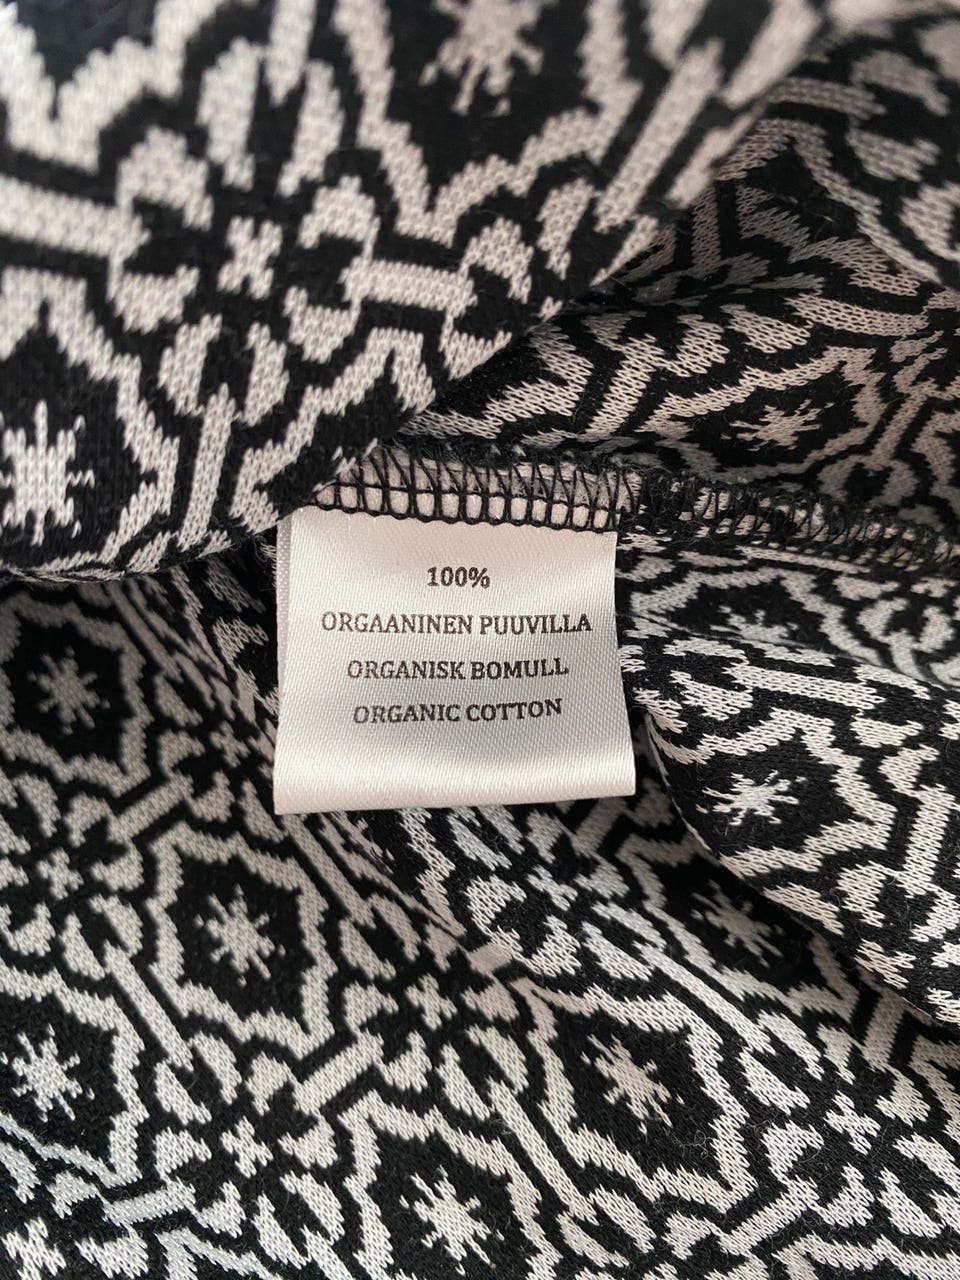 100%
ORGAANINEN PUUVILLA
ORGANISK BOMULL
ORGANIC COTTON